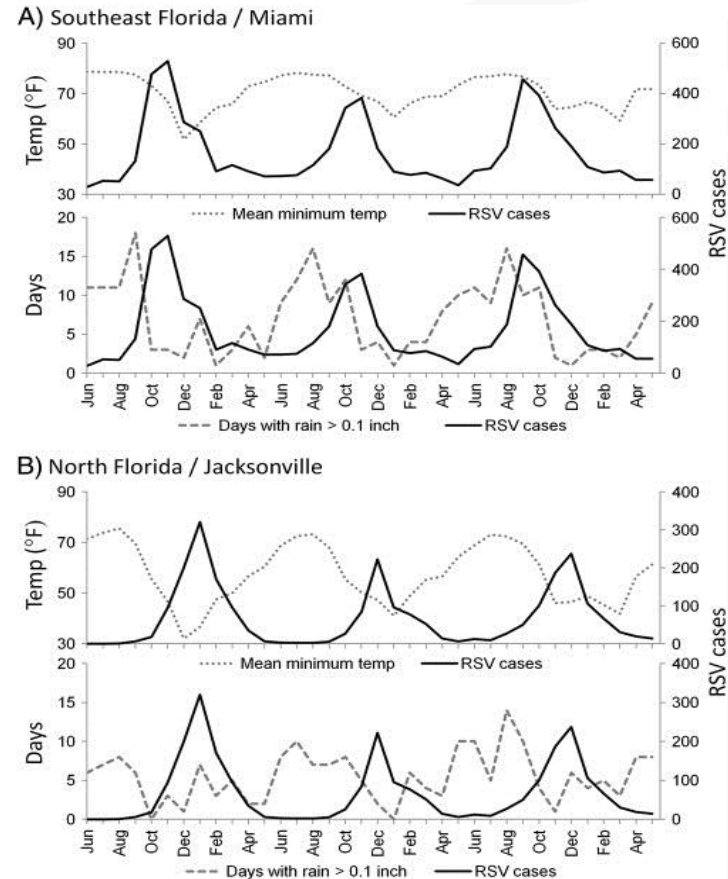 A) Southeast Florida / Miami
90
70
50
30
Temp (°F)
600
400
200
0
Mean minimum temp RSV cases
20
15
10
5
0
Days
600
400
200
0
RSV cases
Jun Aug Oct Dec Feb Apr Jun Aug Oct Dec Feb Apr Jun Aug Oct Dec Feb Apr
Days with rain > 0.1 inch RSV cases
B) North Florida / Jacksonville
90
70
50
30
Temp (°F)
400
300
200
100
0
Mean minimum temp RSV cases
20
15
10
5
0
Days
400
300
200
100
0
RSV cases
Jun Aug Oct Dec Feb Apr Jun Aug Oct Dec Feb Apr Jun Aug Oct Dec Feb Apr
Days with rain > 0.1 inch RSV cases